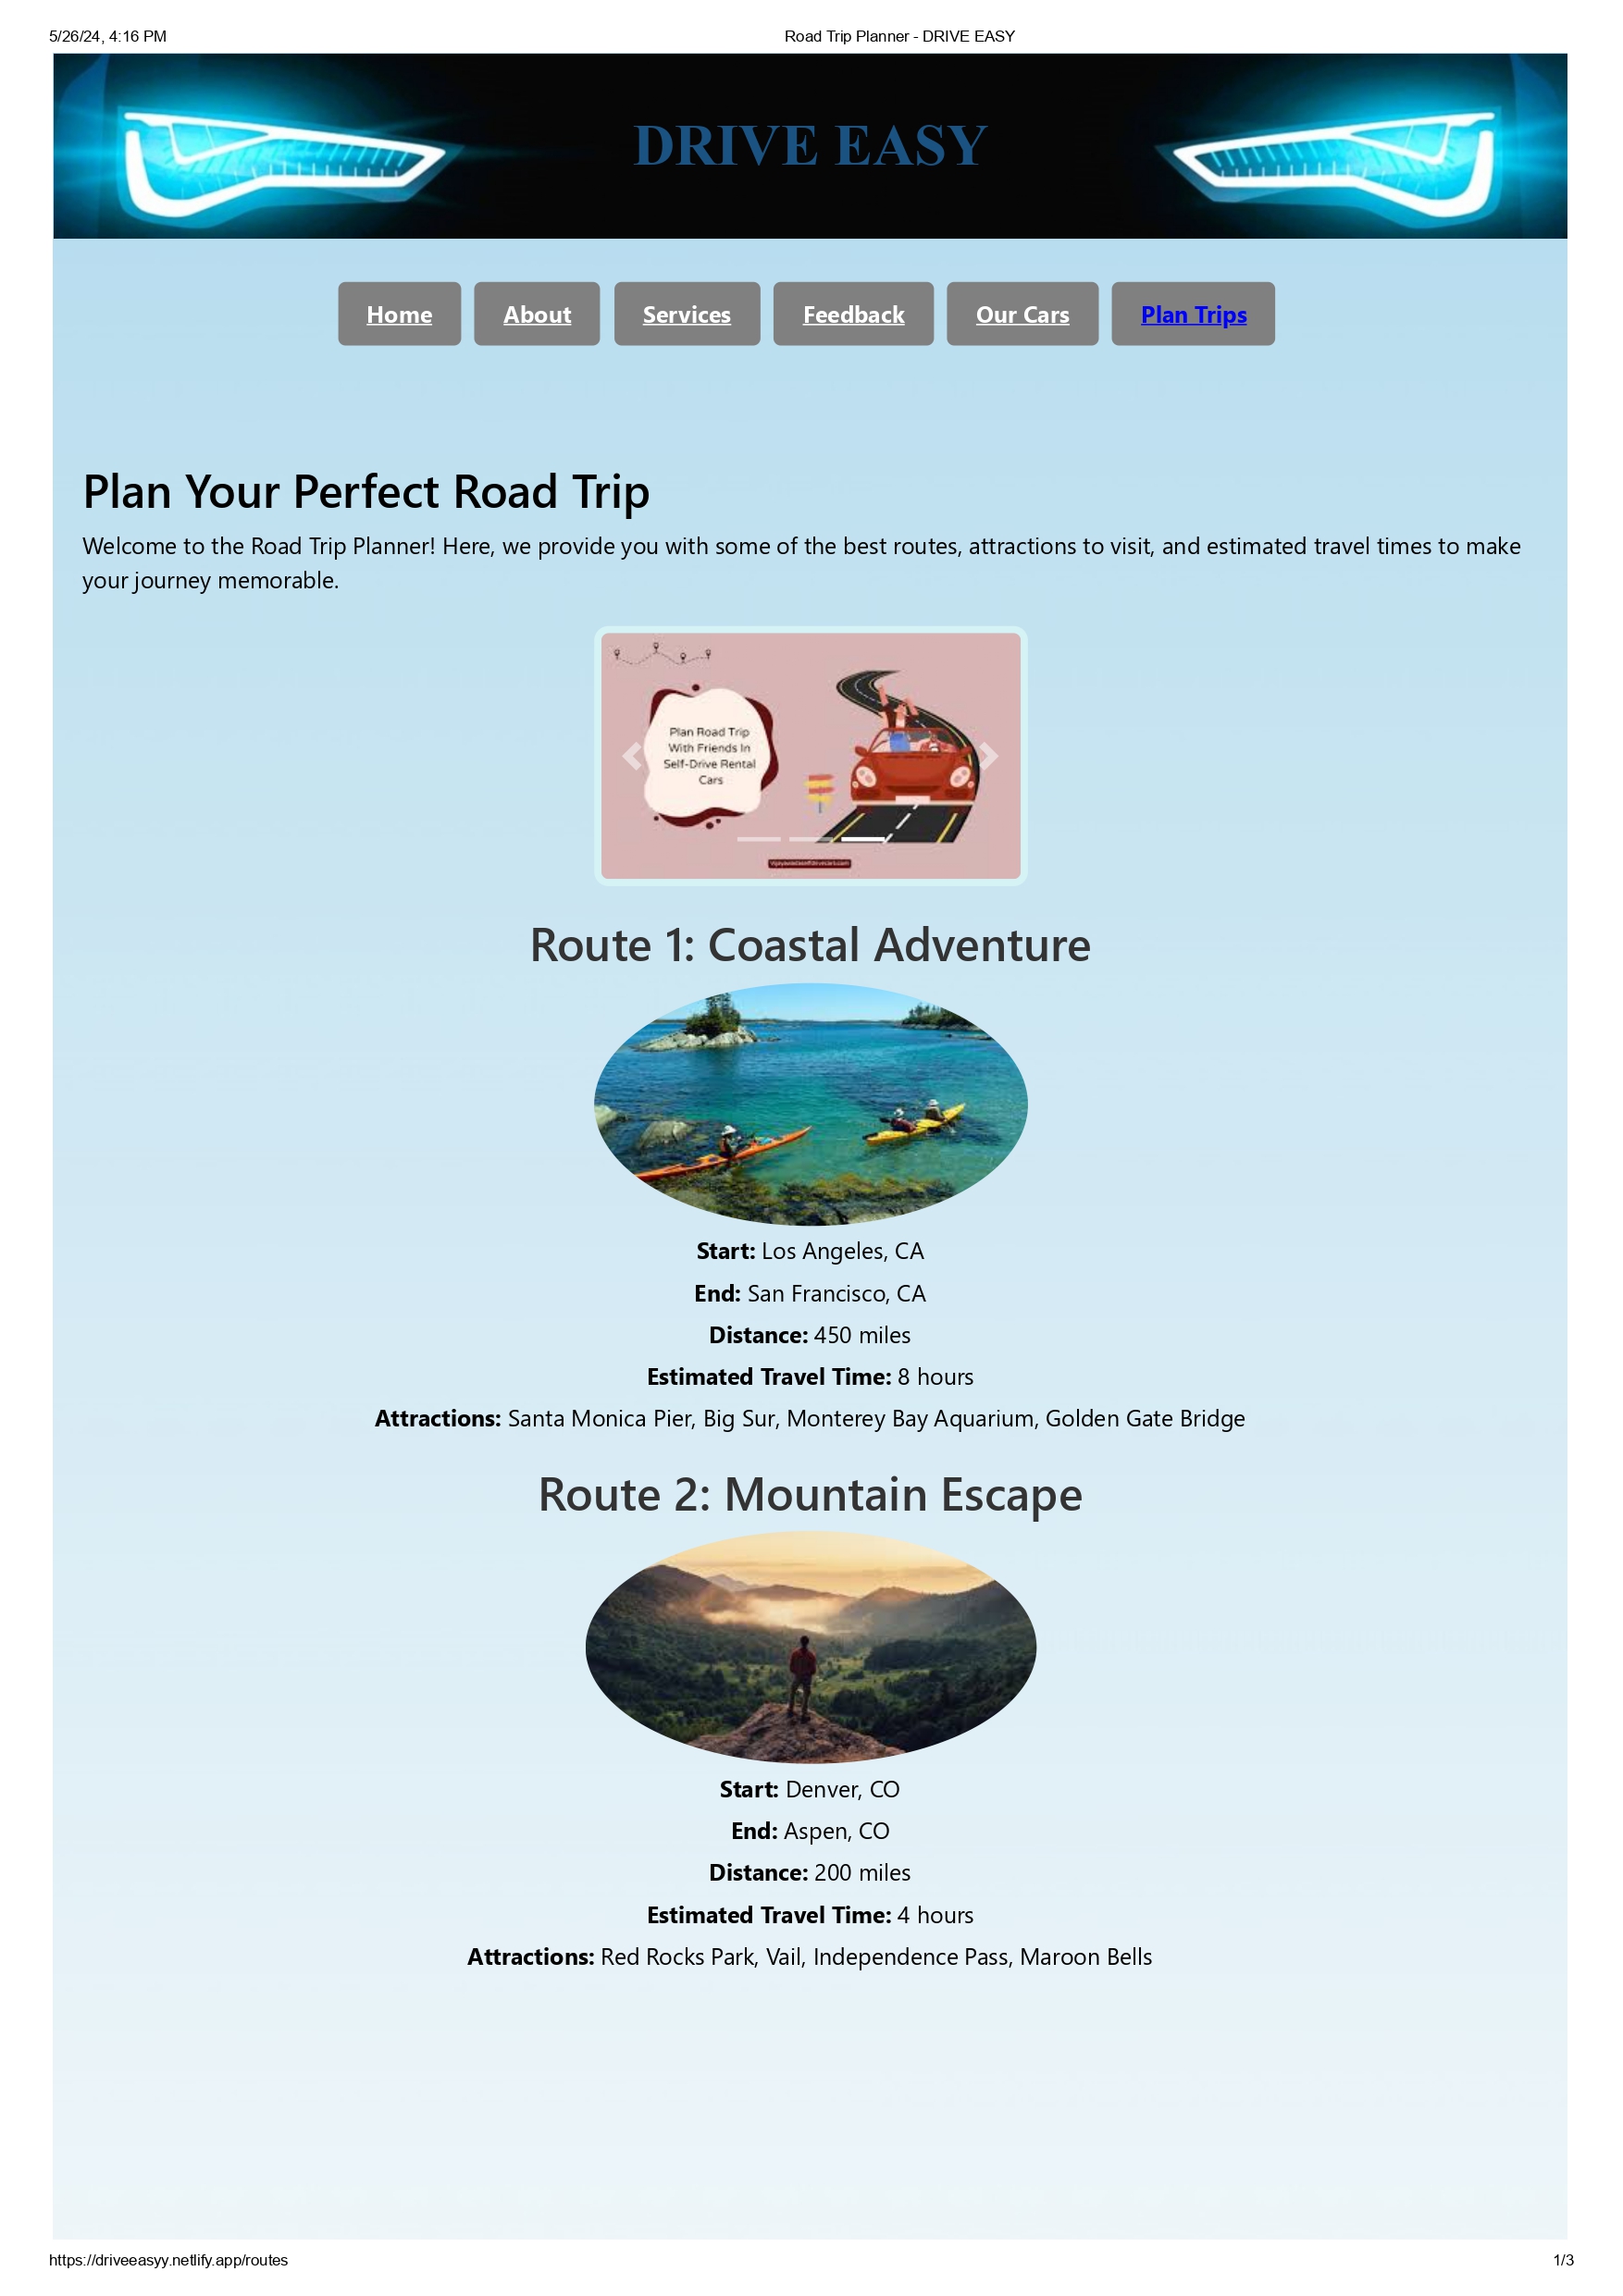 5/26/24, 4:16 PM
Road Trip Planner - DRIVE EASY
DRIVE EASY
Home
About
Services
Feedback
Our Cars
Plan Trips
Plan Your Perfect Road Trip
Welcome to the Road Trip Planner! Here, we provide you with some of the best routes, attractions to visit, and estimated travel times to make
your journey memorable.
Plan Road Trip
With Friends In
Self-Drive Rental
Cars
Route 1: Coastal Adventure
Start: Los Angeles, CA
End: San Francisco, CA
Distance: 450 miles
Estimated Travel Time: 8 hours
Attractions: Santa Monica Pier, Big Sur, Monterey Bay Aquarium, Golden Gate Bridge
Route 2: Mountain Escape
Start: Denver, CO
End: Aspen, CO
Distance: 200 miles
Estimated Travel Time: 4 hours
Attractions: Red Rocks Park, Vail, Independence Pass, Maroon Bells
https://driveeasyy.netlify.app/routes
1/3